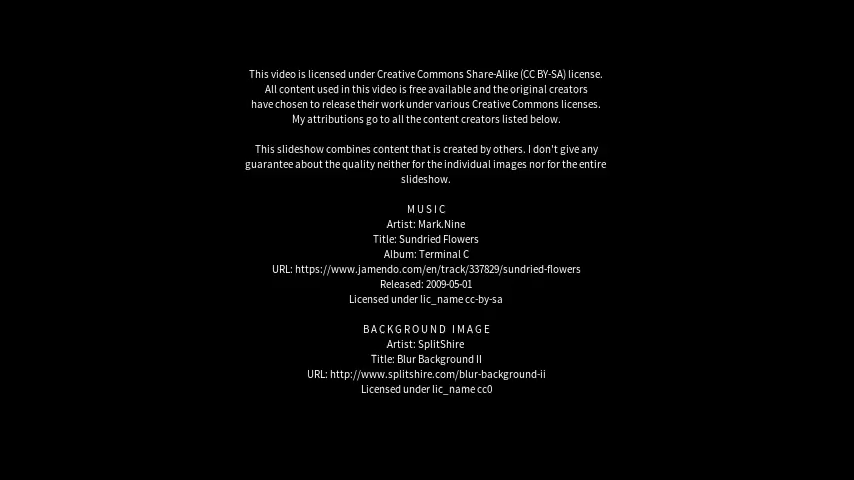 This video is licensed under Creative Commons Share-Alike (CC BY-SA) license.
All content used in this video is free available and the original creators
have chosen to release their work under various Creative Commons licenses.
My attributions go to all the content creators listed below.
This slideshow combines content that is created by others. I don't give any
guarantee about the quality neither for the individual images nor for the entire
slideshow.
MUSIC
Artist: Mark.Nine
Title: Sundried Flowers
Album: Terminal C
URL: https://www.jamendo.com/en/track/337829/sundried-flowers
Released: 2009-05-01
Licensed under lic_name cc-by-sa
BACKGROUND IMAGE
Artist: SplitShire
Title: Blur Background II
URL: http://www.splitshire.com/blur-background-ii
Licensed under lic_name cc0